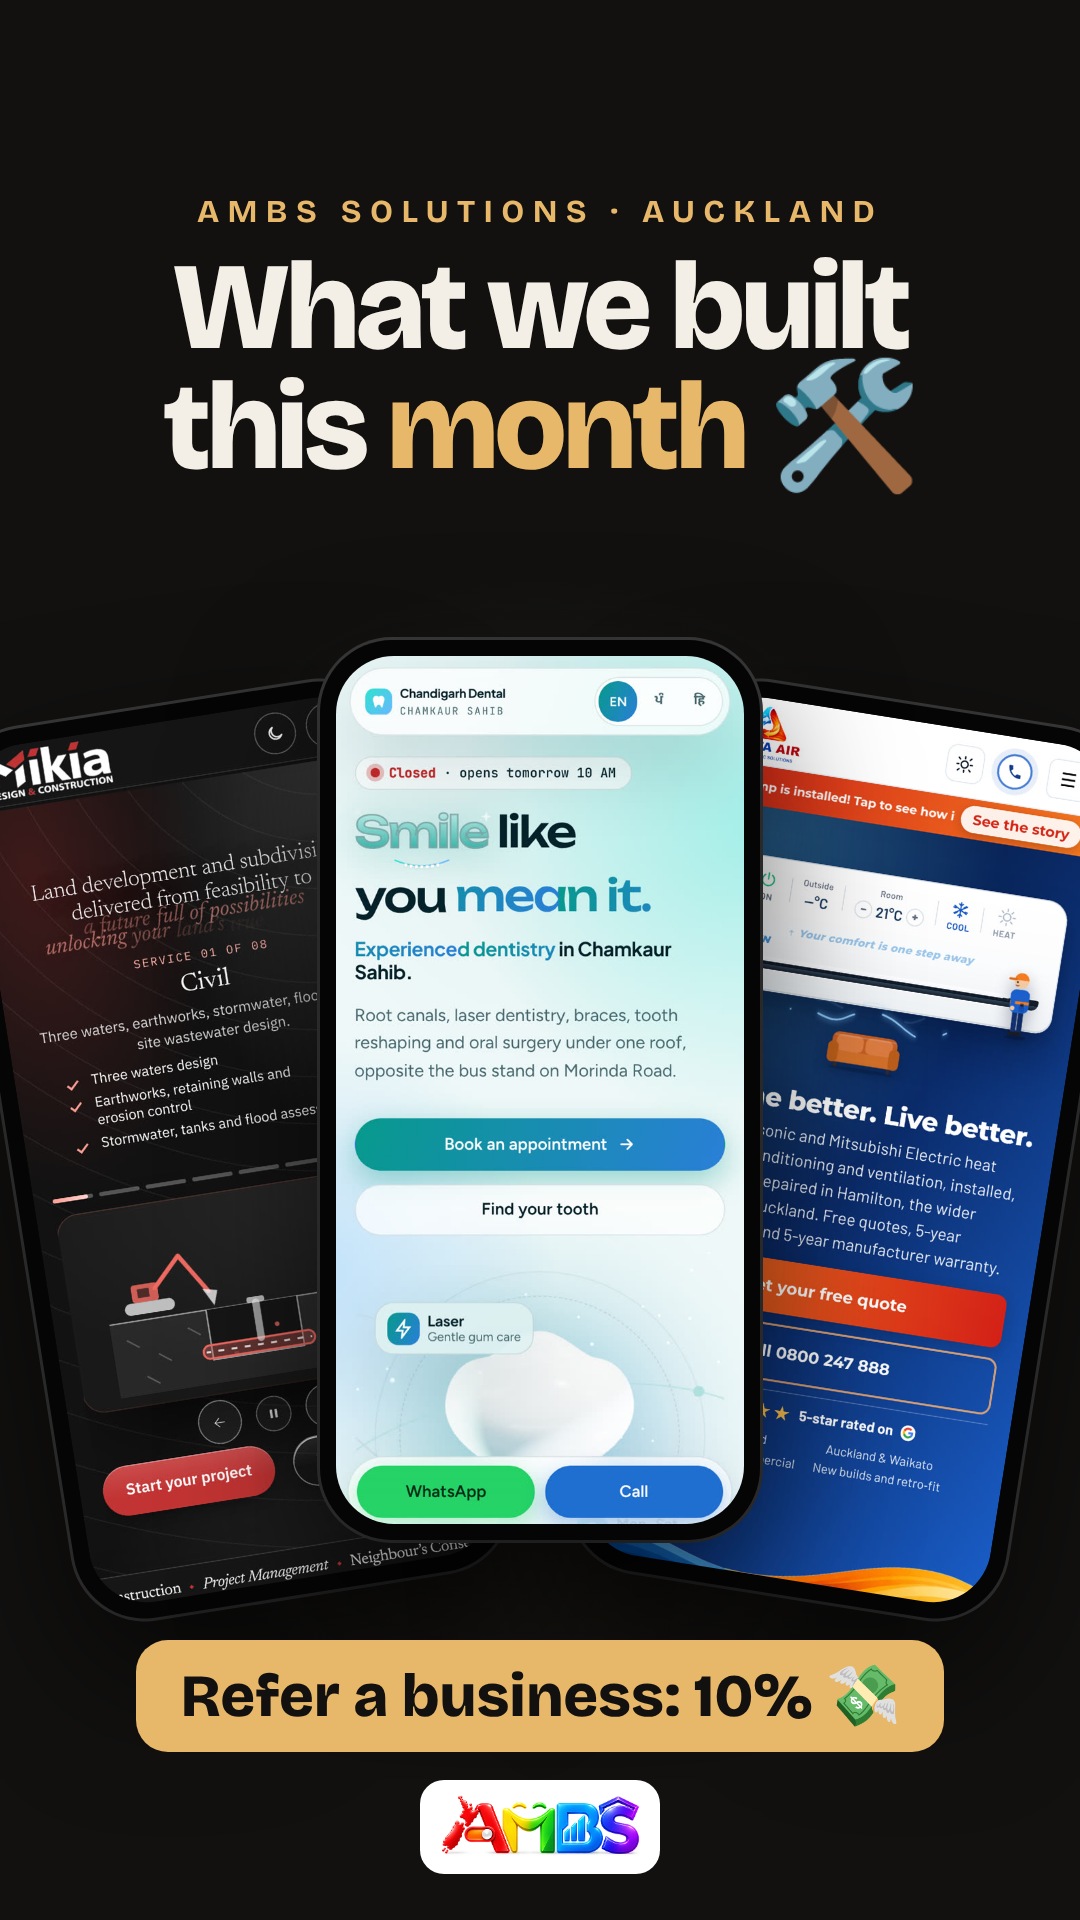 AMBS SOLUTIONS · AUCKLAND
What we built
this month
Mikia
DESIGN & CONSTRUCTION
Land development and subdivisi
delivered from feasibility to
a future full of possibilities
unlocking your land's
SERVICE 01 OF 08
Civil
Three waters, earthworks, stormwater, floo
site wastewater design.
Three waters design
Earthworks, retaining walls and
erosion control
Stormwater, tanks and flood asses
Start your project
struction • Project Management • Neighbour's Const
Chandigarh Dental
CHAMKAUR SAHIB
EN ਪੰ हि
Closed · opens tomorrow 10 AM
Smile like
you mean it.
Experienced dentistry in Chamkaur
Sahib.
Root canals, laser dentistry, braces, tooth
reshaping and oral surgery under one roof,
opposite the bus stand on Morinda Road.
Book an appointment →
Find your tooth
Laser
Gentle gum care
WhatsApp
Call
A AIR
mp is installed! Tap to see how i
See the story
ON
Outside
—°C
Room
− 21°C +
COOL
HEAT
↑ Your comfort is one step away
e better. Live better.
sonic and Mitsubishi Electric heat
nditioning and ventilation, installed,
epaired in Hamilton, the wider
uckland. Free quotes, 5-year
nd 5-year manufacturer warranty.
et your free quote
ll 0800 247 888
★ ★ 5-star rated on G
d
ercial
Auckland & Waikato
New builds and retro-fit
Refer a business: 10%
AMBS